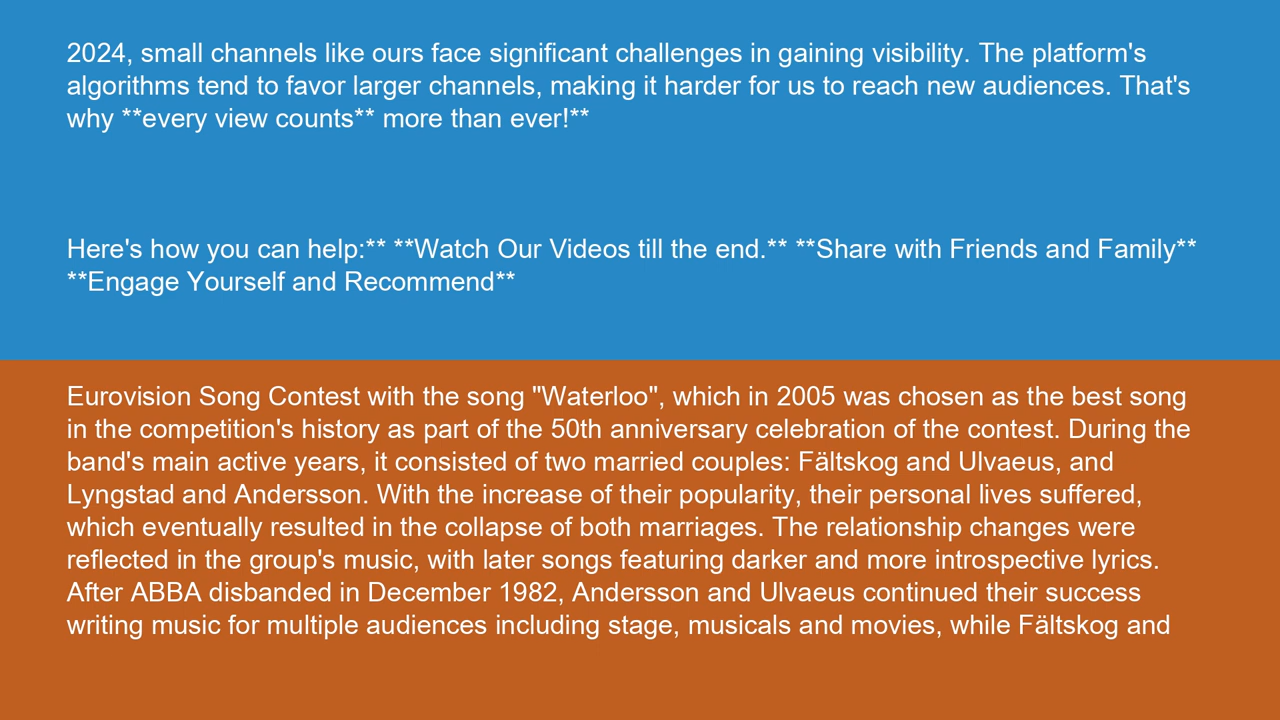 2024, small channels like ours face significant challenges in gaining visibility. The platform's
algorithms tend to favor larger channels, making it harder for us to reach new audiences. That's
why **every view counts** more than ever!**
Here's how you can help:** **Watch Our Videos till the end.** **Share with Friends and Family**
**Engage Yourself and Recommend**
Eurovision Song Contest with the song "Waterloo", which in 2005 was chosen as the best song
in the competition's history as part of the 50th anniversary celebration of the contest. During the
band's main active years, it consisted of two married couples: Fältskog and Ulvaeus, and
Lyngstad and Andersson. With the increase of their popularity, their personal lives suffered,
which eventually resulted in the collapse of both marriages. The relationship changes were
reflected in the group's music, with later songs featuring darker and more introspective lyrics.
After ABBA disbanded in December 1982, Andersson and Ulvaeus continued their success
writing music for multiple audiences including stage, musicals and movies, while Fältskog and